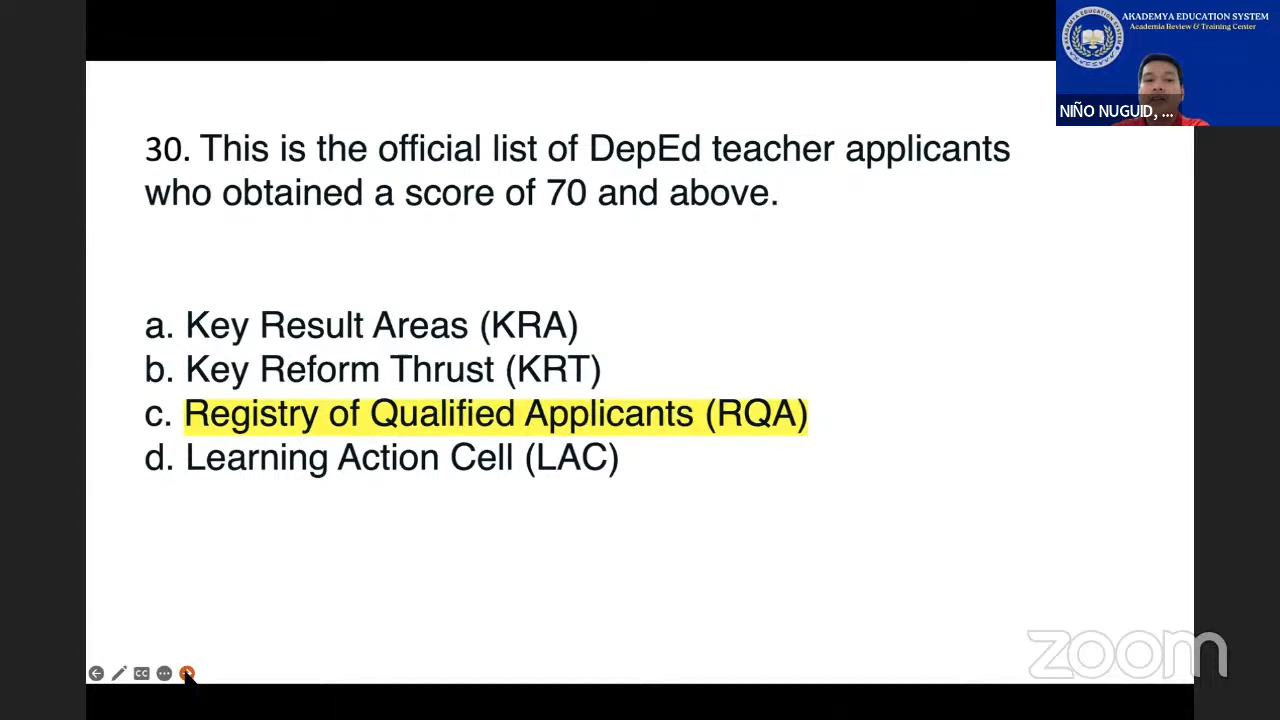 AKADEMYA EDUCATION SYSTEM
Academia Review & Training Center
NIÑO NUGUID, ...
30. This is the official list of DepEd teacher applicants
who obtained a score of 70 and above.
a. Key Result Areas (KRA)
b. Key Reform Thrust (KRT)
c. Registry of Qualified Applicants (RQA)
d. Learning Action Cell (LAC)
CC
zoom